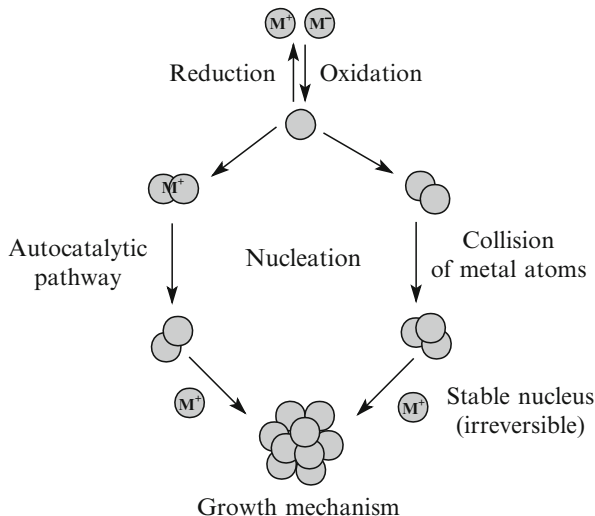 M⁺ M⁻
Reduction Oxidation
M⁺
Autocatalytic
pathway
Nucleation
Collision
of metal atoms
M⁺
M⁺
Stable nucleus
(irreversible)
Growth mechanism